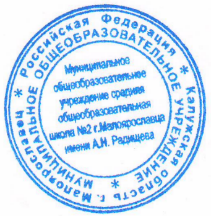 Российская Федерация * Калужская область г. Малоярославец *
МУНИЦИПАЛЬНОЕ ОБЩЕОБРАЗОВАТЕЛЬНОЕ УЧРЕЖДЕНИЕ *
Муниципальное
общеобразовательное
учреждение средняя
общеобразовательная
школа №2 г.Малоярославца
имени А.Н. Радищева